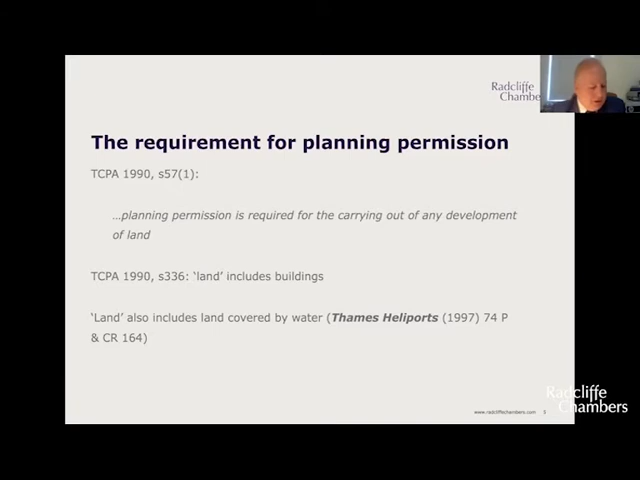 Radcliffe
Chambers
The requirement for planning permission
TCPA 1990, s57(1):
…planning permission is required for the carrying out of any development
of land
TCPA 1990, s336: ‘land’ includes buildings
‘Land’ also includes land covered by water (Thames Heliports (1997) 74 P
& CR 164)
Radcliffe
Chambers
www.radcliffechambers.com